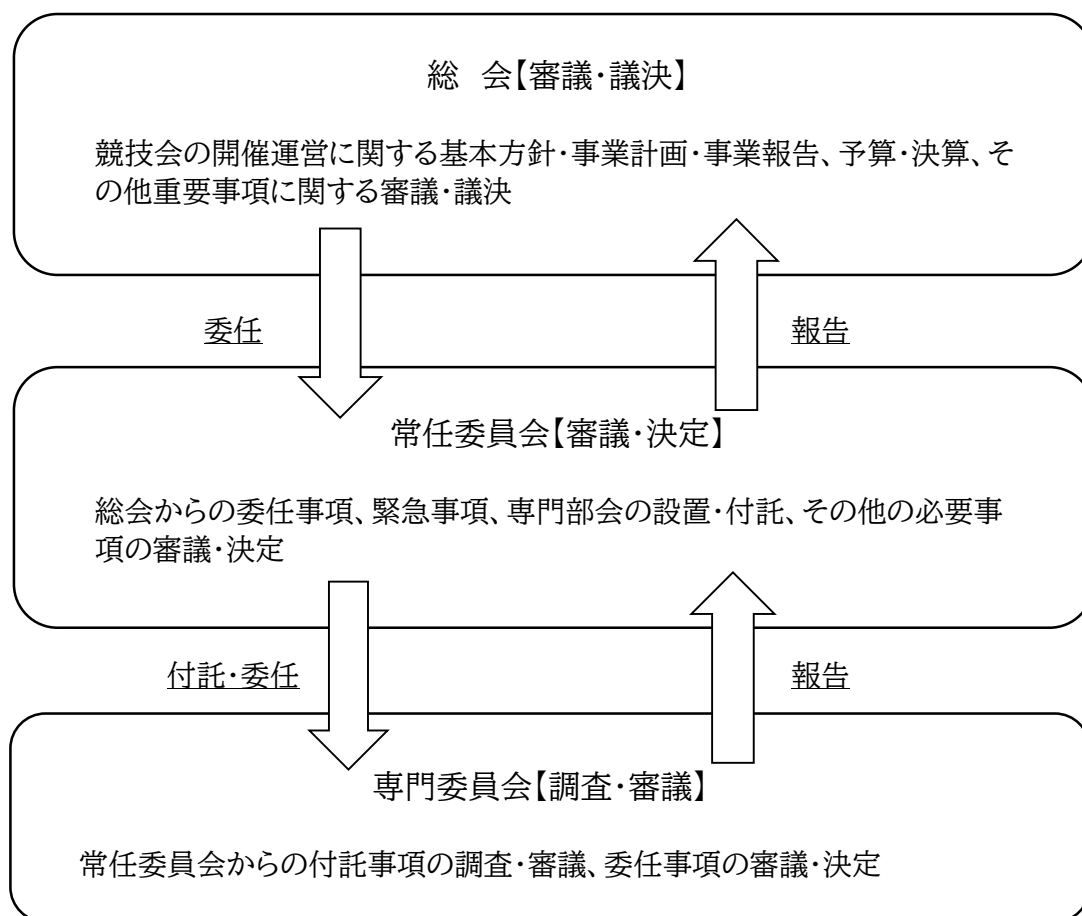 総 会【審議・議決】
競技会の開催運営に関する基本方針・事業計画・事業報告、予算・決算、そ
の他重要事項に関する審議・議決
委任
報告
常任委員会【審議・決定】
総会からの委任事項、緊急事項、専門部会の設置・付託、その他の必要事
項の審議・決定
付託・委任
報告
専門委員会【調査・審議】
常任委員会からの付託事項の調査・審議、委任事項の審議・決定